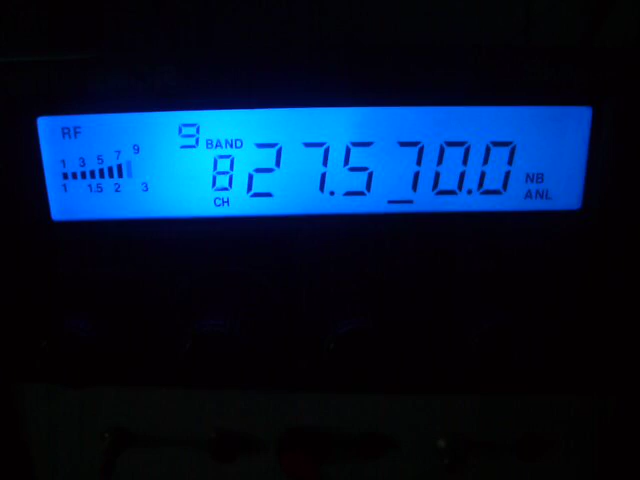 RF
9 BAND
1 3 5 7 9
1 1.5 2 3
8 CH
27.5_70.0
NB
ANL